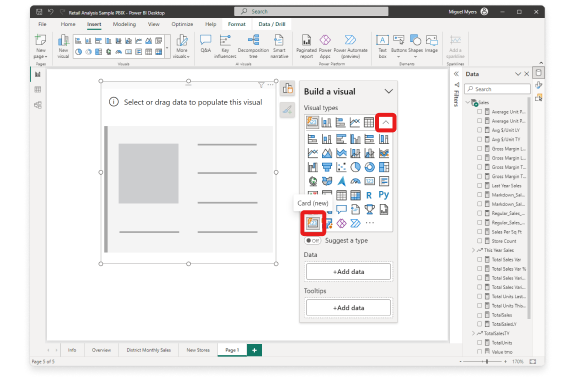 Retail Analysis Sample PBIX - Power BI Desktop
Search
Miguel Myers
File Home Insert Modeling View Optimize Help Format Data / Drill
New page
New visual
More visuals
Q&A
Key influencers
Decomposition tree
Smart narrative
Paginated report
Power Apps
Power Automate (preview)
Text box
Buttons
Shapes
Image
Add a sparkline
Pages
Visuals
AI visuals
Power Platform
Elements
Sparklines
Select or drag data to populate this visual
Build a visual
Visual types
R Py
Card (new)
Off Suggest a type
Data
+Add data
Tooltips
+Add data
Filters
Data
Search
Sales
Average Unit P...
Average Unit P...
Avg $/Unit LY
Avg $/Unit TY
Gross Margin L...
Gross Margin L...
Gross Margin T...
Gross Margin T...
Last Year Sales
Markdown_Sal...
Markdown_Sal...
Regular_Sales_...
Regular_Sales_...
Sales Per Sq Ft
Store Count
This Year Sales
Total Sales Var
Total Sales Var %
Total Sales Vari...
Total Sales Vari...
Total Units Last...
Total Units This...
TotalSales
TotalSalesLY
TotalSalesTY
TotalUnits
Value tmp
Info Overview District Monthly Sales New Stores Page 1 +
Page 5 of 5
170%